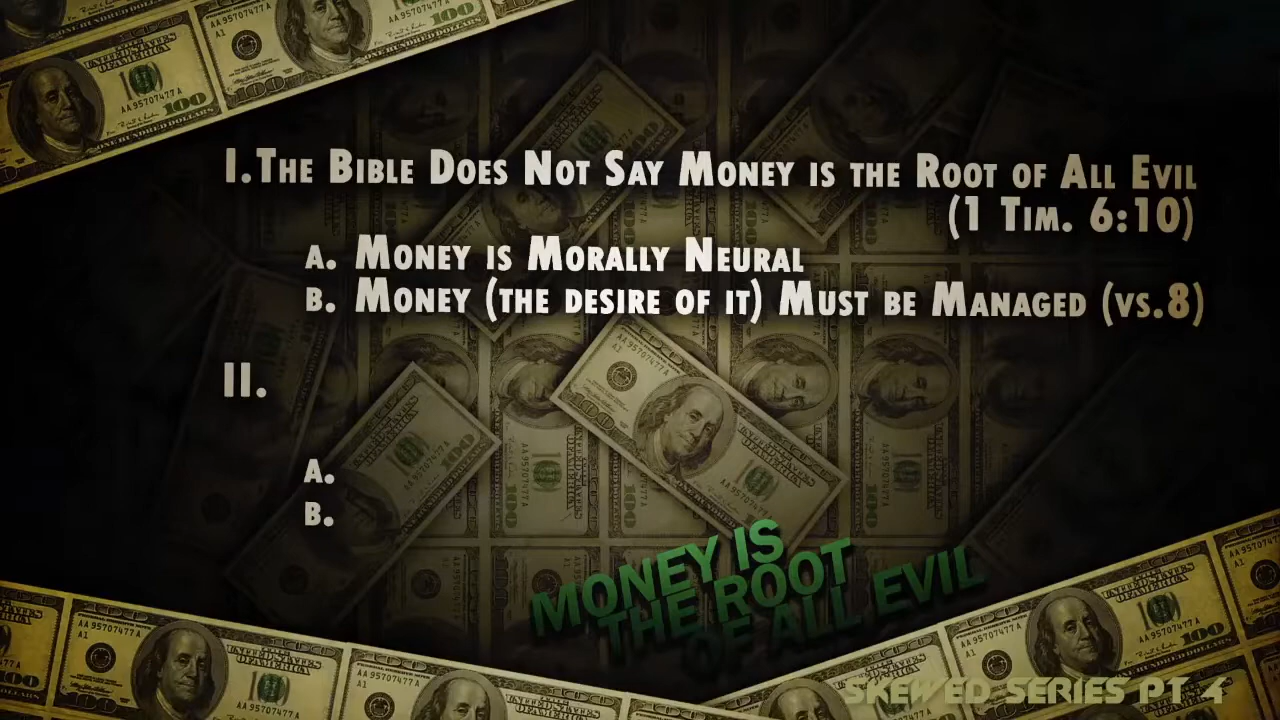 I. The Bible Does Not Say Money is the Root of All Evil
(1 Tim. 6:10)
A. Money is Morally Neural
B. Money (the desire of it) Must be Managed (vs.8)
II.
A.
B.
MONEY IS
THE ROOT
OF ALL EVIL
SKEWED SERIES PT 4